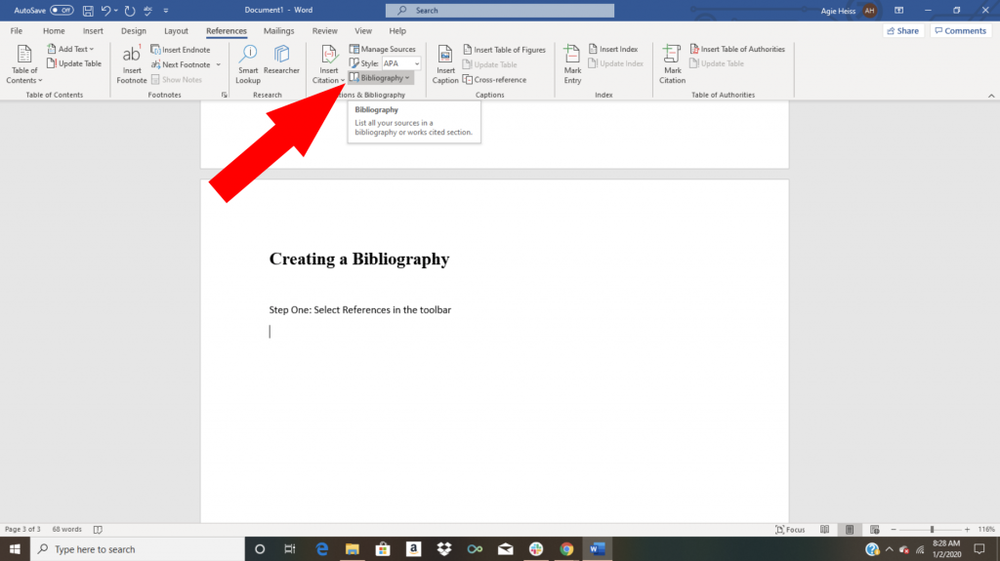 AutoSave Off Document1 - Word Search Agie Heiss AH
File Home Insert Design Layout References Mailings Review View Help Share Comments
Table of Contents
Add Text
Update Table
Table of Contents
ab1
Insert Footnote
Insert Endnote
Next Footnote
Show Notes
Footnotes
Smart Lookup
Researcher
Research
Insert Citation
Manage Sources
Style: APA
Bibliography
ons & Bibliography
Insert Caption
Insert Table of Figures
Update Table
Cross-reference
Captions
Mark Entry
Insert Index
Update Index
Index
Mark Citation
Insert Table of Authorities
Update Table
Table of Authorities
Bibliography
List all your sources in a
bibliography or works cited section.
Creating a Bibliography
Step One: Select References in the toolbar
Page 3 of 3 68 words Focus 116%
Type here to search
8:28 AM
1/2/2020